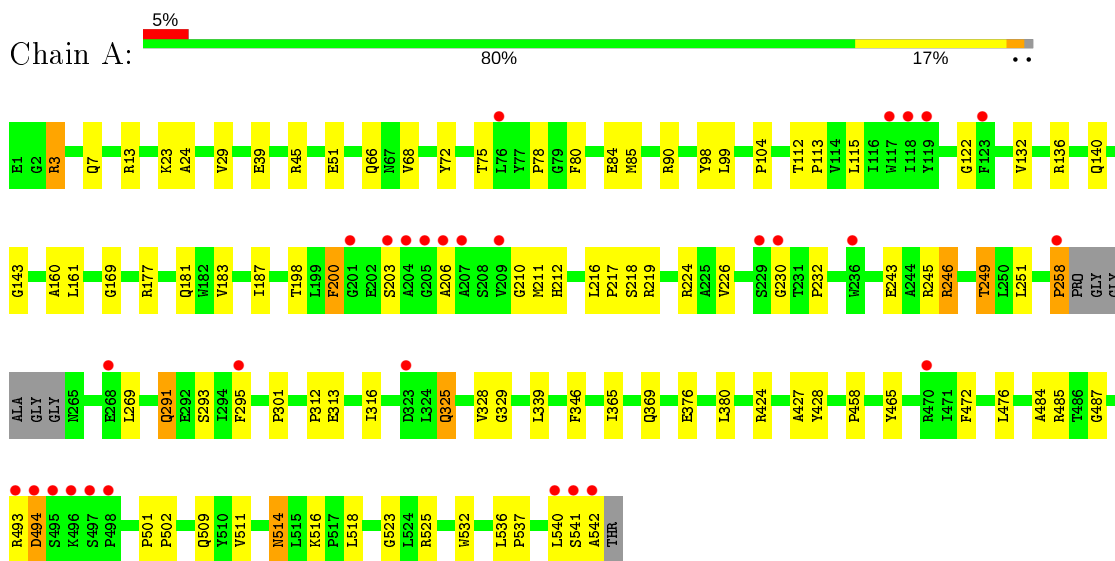 5%
Chain A:
80%
17%
E1 G2 R3 Q7 R13 K23 A24 V29 E39 R45 E51 Q66 N67 V68 Y72 T75 L76 Y77 P78 G79 F80 E84 M85 R90 Y98 L99 P104 T112 P113 V114 L115 I116 W117 I118 Y119 G122 F123 V132 R136 Q140
G143 A160 L161 G169 R177 Q181 W182 V183 I187 T198 L199 F200 G201 E202 S203 A204 G205 A206 A207 S208 V209 G210 M211 H212 L216 P217 S218 R219 R224 A225 V226 S229 G230 T231 P232 W236 E243 A244 R245 R246 T249 L250 L251 P258 PRO GLY GLY
ALA GLY GLY N265 E268 L269 Q291 E292 S293 I294 F295 P301 P312 E313 I316 D323 L324 Q325 V328 G329 L339 F346 I365 Q369 E376 L380 R424 A427 Y428 P458 Y465 R470 I471 F472 L476 A484 R485 T486 G487
R493 D494 S495 K496 S497 P498 P501 P502 Q509 Y510 V511 N514 L515 K516 P517 L518 G523 L524 R525 W532 L536 P537 L540 S541 A542 THR